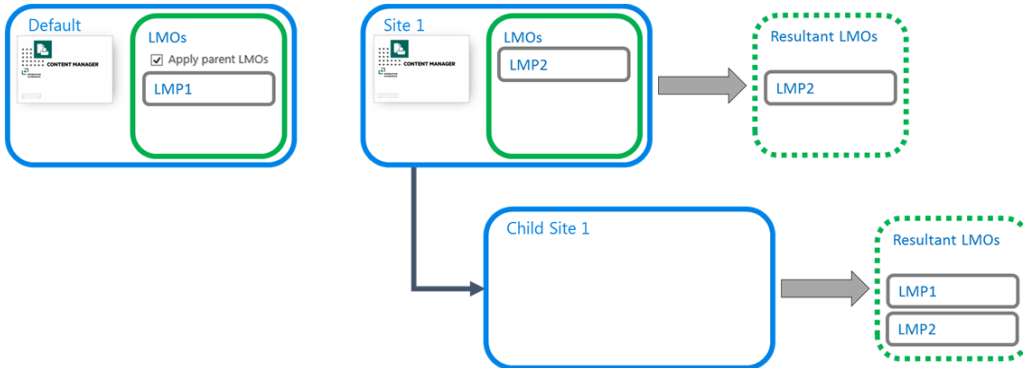 Default
CONTENT MANAGER
LMOs
Apply parent LMOs
LMP1
Site 1
CONTENT MANAGER
LMOs
LMP2
Resultant LMOs
LMP2
Child Site 1
Resultant LMOs
LMP1
LMP2